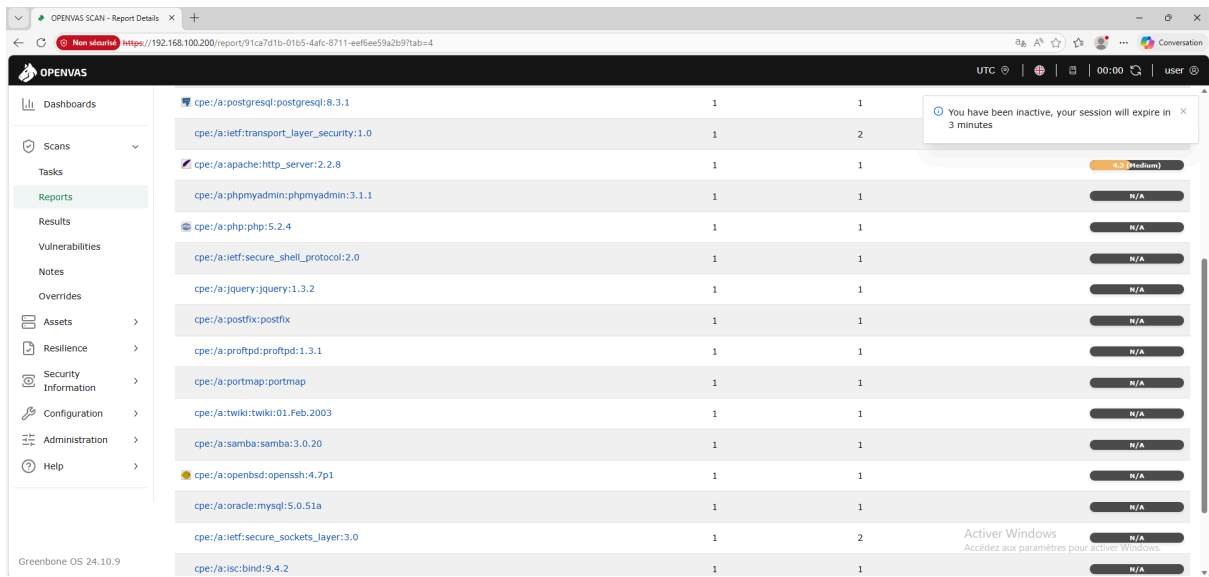 OPENVAS SCAN - Report Details
Non sécurisé https://192.168.100.200/report/91ca7d1b-01b5-4afc-8711-eef6ee59a2b9?tab=4
Conversation
OPENVAS
UTC
00:00
user
Dashboards
Scans
Tasks
Reports
Results
Vulnerabilities
Notes
Overrides
Assets
Resilience
Security
Information
Configuration
Administration
Help
Greenbone OS 24.10.9
You have been inactive, your session will expire in
3 minutes
cpe:/a:postgresql:postgresql:8.3.1 1 1
cpe:/a:ietf:transport_layer_security:1.0 1 2
cpe:/a:apache:http_server:2.2.8 1 1 4.3 (Medium)
cpe:/a:phpmyadmin:phpmyadmin:3.1.1 1 1 N/A
cpe:/a:php:php:5.2.4 1 1 N/A
cpe:/a:ietf:secure_shell_protocol:2.0 1 1 N/A
cpe:/a:jquery:jquery:1.3.2 1 1 N/A
cpe:/a:postfix:postfix 1 1 N/A
cpe:/a:proftpd:proftpd:1.3.1 1 1 N/A
cpe:/a:portmap:portmap 1 1 N/A
cpe:/a:twiki:twiki:01.Feb.2003 1 1 N/A
cpe:/a:samba:samba:3.0.20 1 1 N/A
cpe:/a:openbsd:openssh:4.7p1 1 1 N/A
cpe:/a:oracle:mysql:5.0.51a 1 1 N/A
cpe:/a:ietf:secure_sockets_layer:3.0 1 2 N/A
cpe:/a:isc:bind:9.4.2 1 1 N/A
Activer Windows
Accédez aux paramètres pour activer Windows.